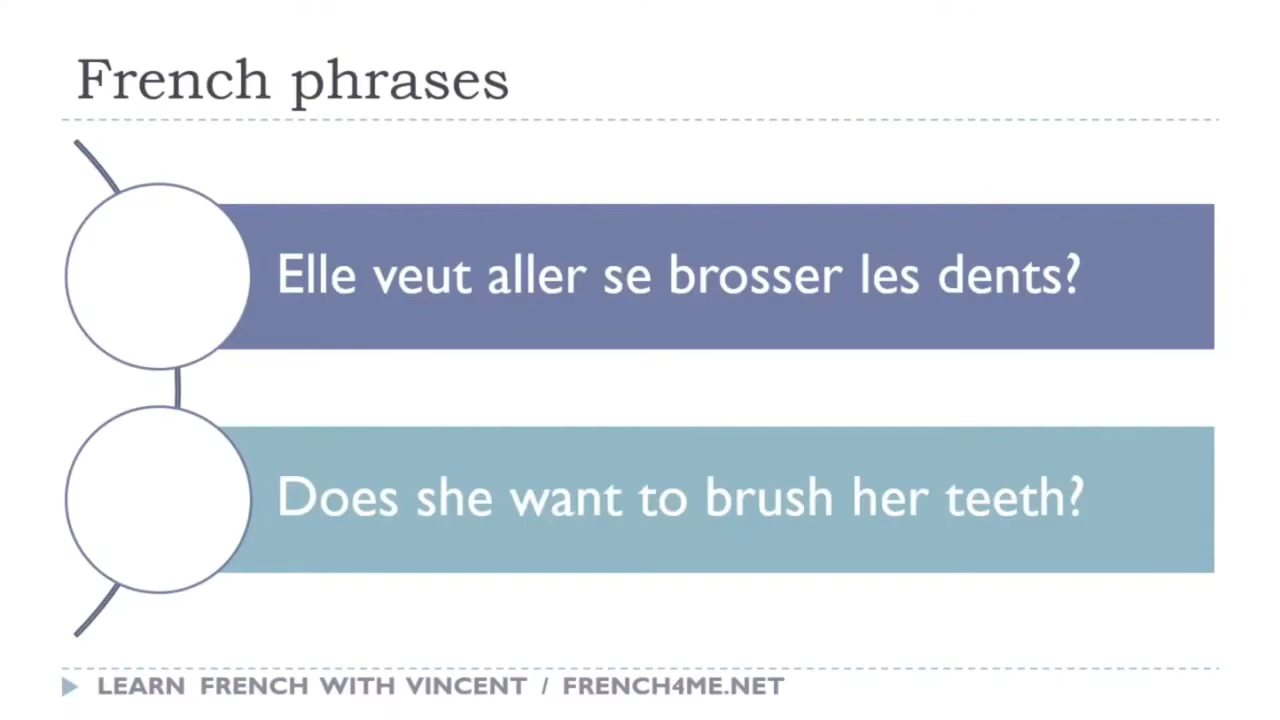 French phrases
Elle veut aller se brosser les dents?
Does she want to brush her teeth?
LEARN FRENCH WITH VINCENT / FRENCH4ME.NET